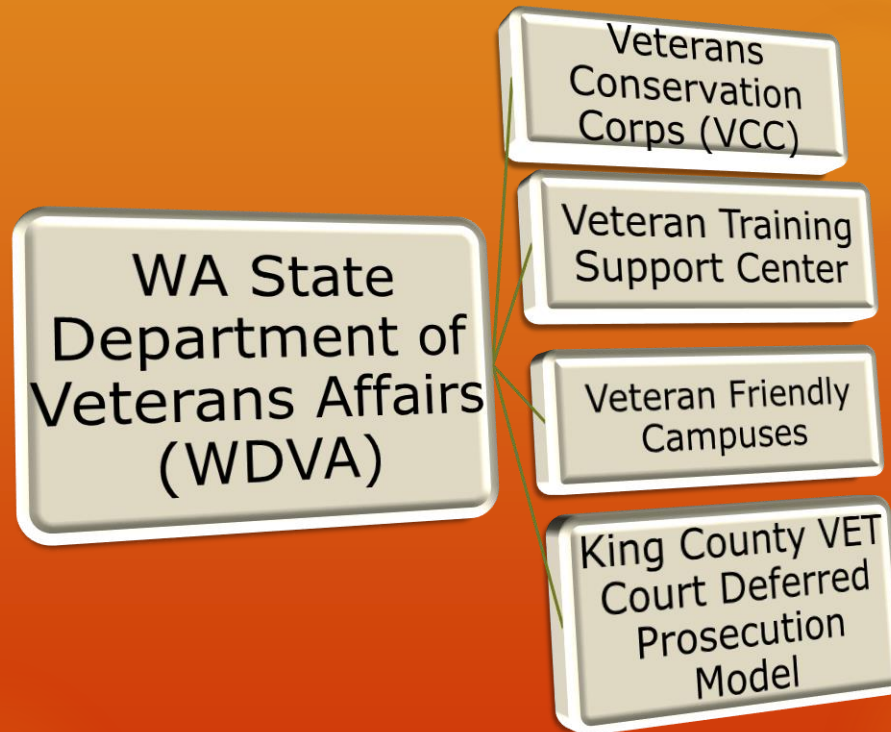 WA State
Department of
Veterans Affairs
(WDVA)
Veterans
Conservation
Corps (VCC)
Veteran Training
Support Center
Veteran Friendly
Campuses
King County VET
Court Deferred
Prosecution
Model